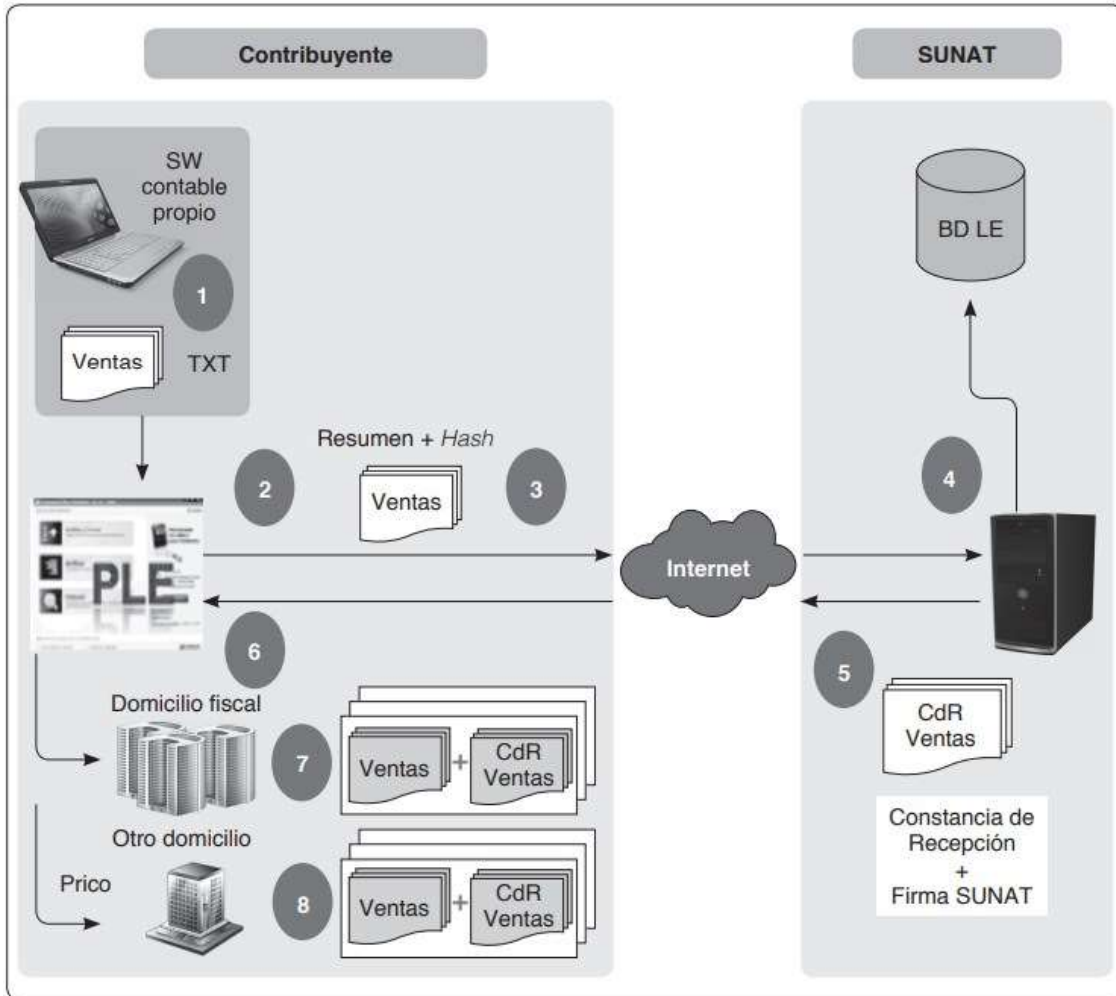 Contribuyente
SUNAT
SW
contable
propio
1
Ventas
TXT
BD LE
Resumen + Hash
2
Ventas
3
4
PLE
Internet
6
5
Domicilio fiscal
7
Ventas
+
CdR
Ventas
CdR
Ventas
Otro domicilio
Prico
8
Ventas
+
CdR
Ventas
Constancia de
Recepción
+
Firma SUNAT